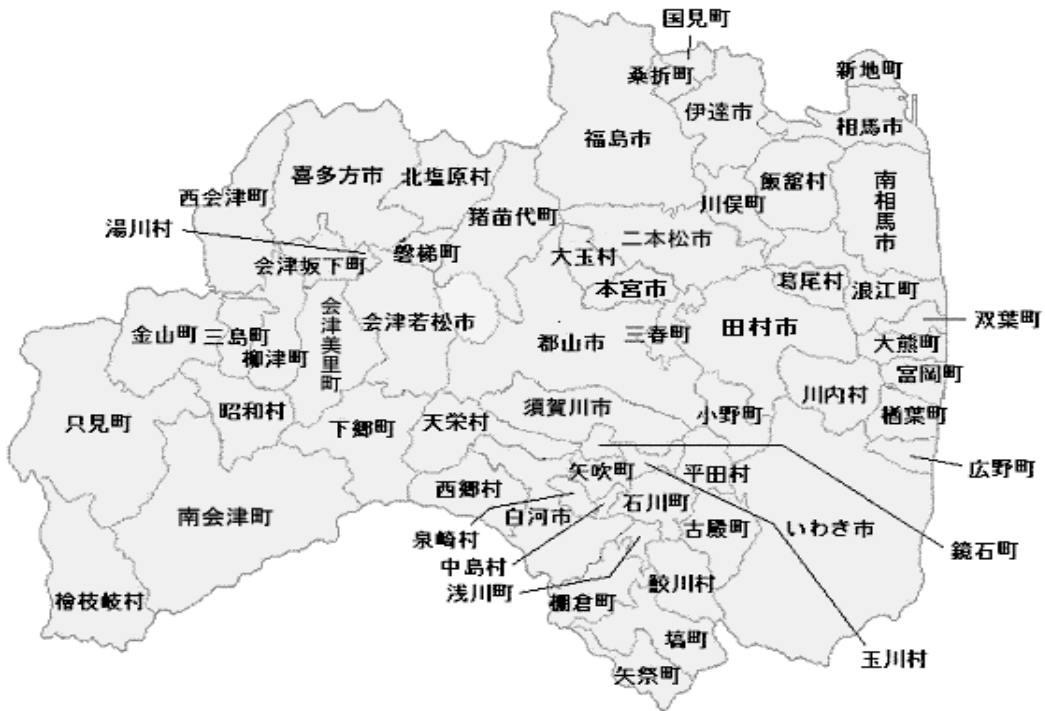 国見町
桑折町
新地町
伊達市
相馬市
福島市
喜多方市
北塩原村
飯舘村
南相馬市
西会津町
川俣町
猪苗代町
湯川村
二本松市
磐梯町
大玉村
会津坂下町
葛尾村
浪江町
本宮市
会津美里町
会津若松市
双葉町
田村市
金山町
三島町
三春町
郡山市
大熊町
柳津町
富岡町
川内村
昭和村
須賀川市
小野町
楢葉町
只見町
下郷町
天栄村
広野町
矢吹町
平田村
西郷村
石川町
南会津町
白河市
古殿町
いわき市
泉崎村
鏡石町
中島村
浅川町
鮫川村
檜枝岐村
棚倉町
塙町
玉川村
矢祭町